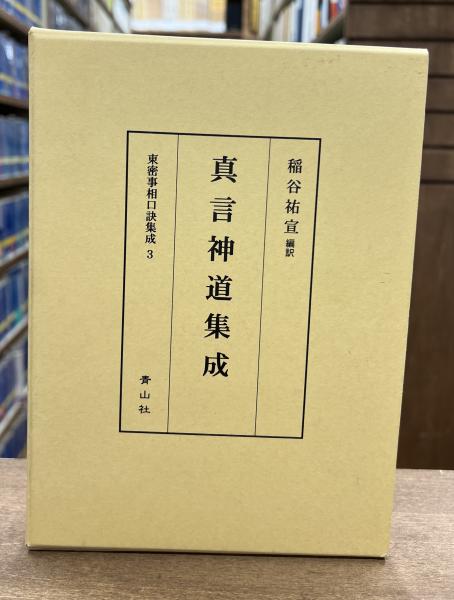 稲谷祐宣 編訳
真言神道集成
東密事相口訣集成 3
青山社